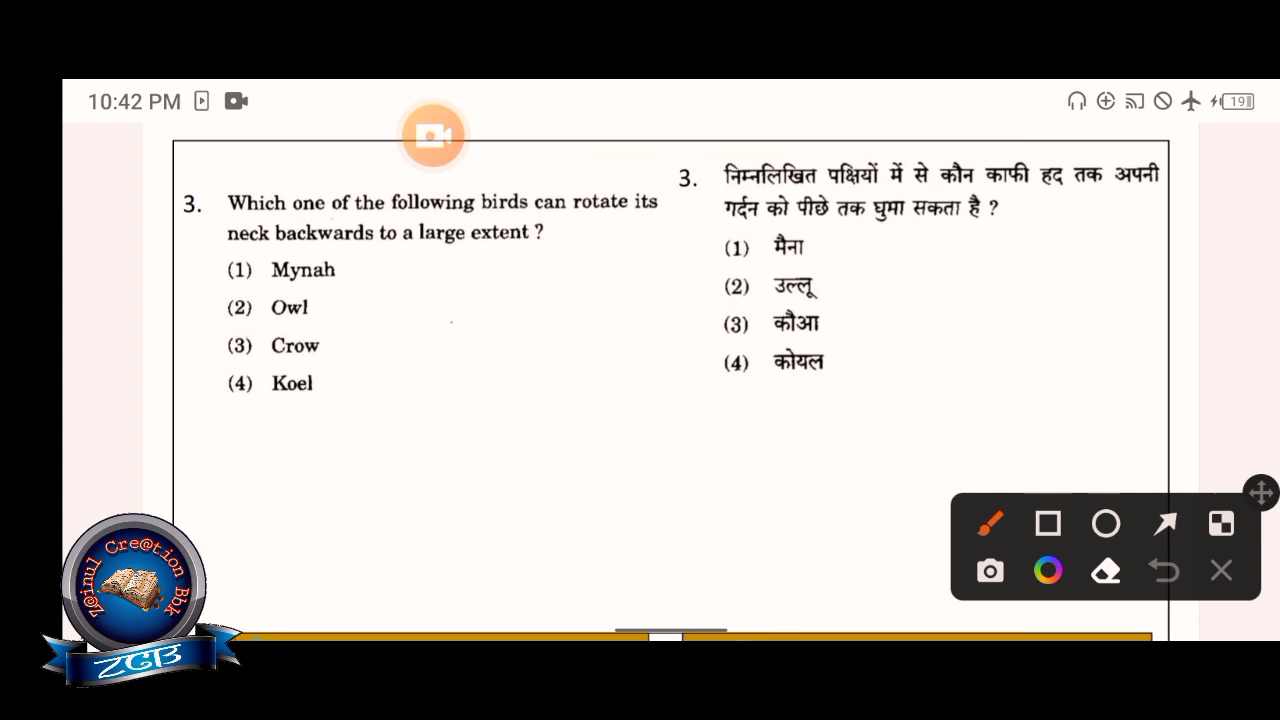 10:42 PM
19
3. Which one of the following birds can rotate its
neck backwards to a large extent ?
(1) Mynah
(2) Owl
(3) Crow
(4) Koel
3. निम्नलिखित पक्षियों में से कौन काफी हद तक अपनी
गर्दन को पीछे तक घुमा सकता है ?
(1) मैना
(2) उल्लू
(3) कौआ
(4) कोयल
Z@inul Cre@tion Bbk
ZCB